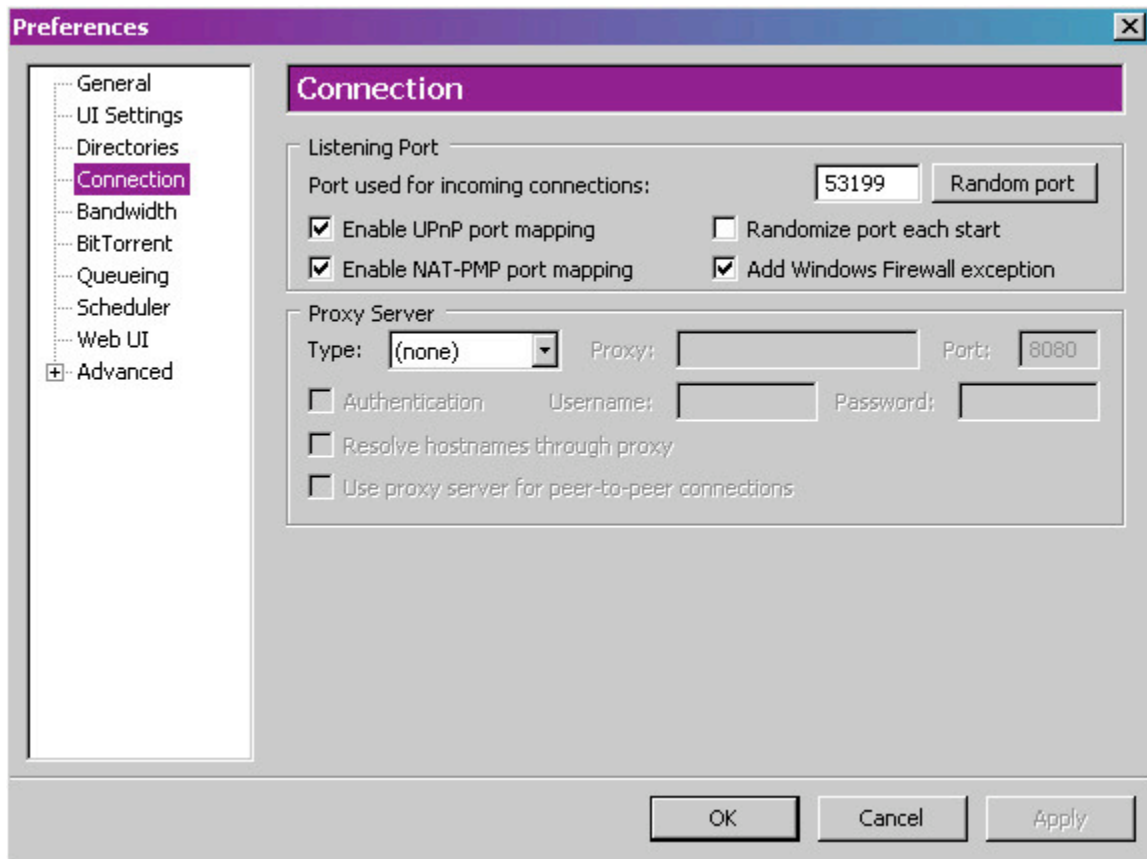 Preferences
General
UI Settings
Directories
Connection
Bandwidth
BitTorrent
Queueing
Scheduler
Web UI
Advanced
Connection
Listening Port
Port used for incoming connections: 53199 Random port
Enable UPnP port mapping Randomize port each start
Enable NAT-PMP port mapping Add Windows Firewall exception
Proxy Server
Type: (none) Proxy: Port: 8080
Authentication Username: Password:
Resolve hostnames through proxy
Use proxy server for peer-to-peer connections
OK Cancel Apply